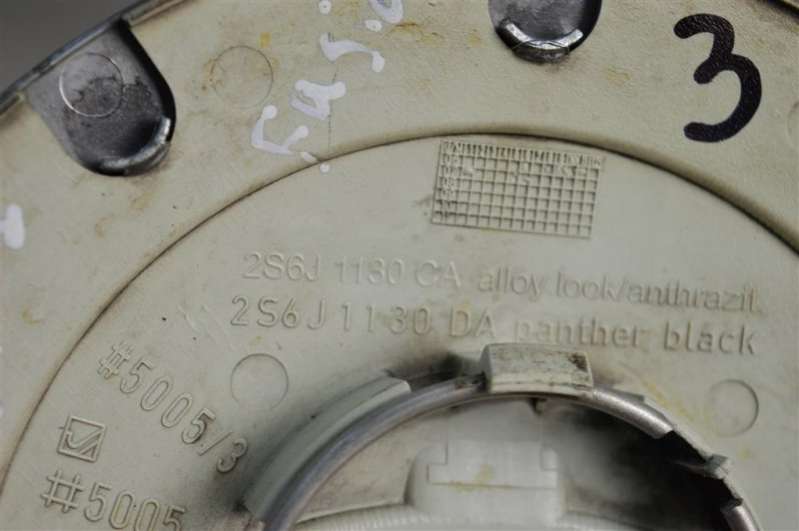 3
2S6J 1130 CA alloy look/anthrazit
2S6J 1130 DA panther black
#5005/3
#5005